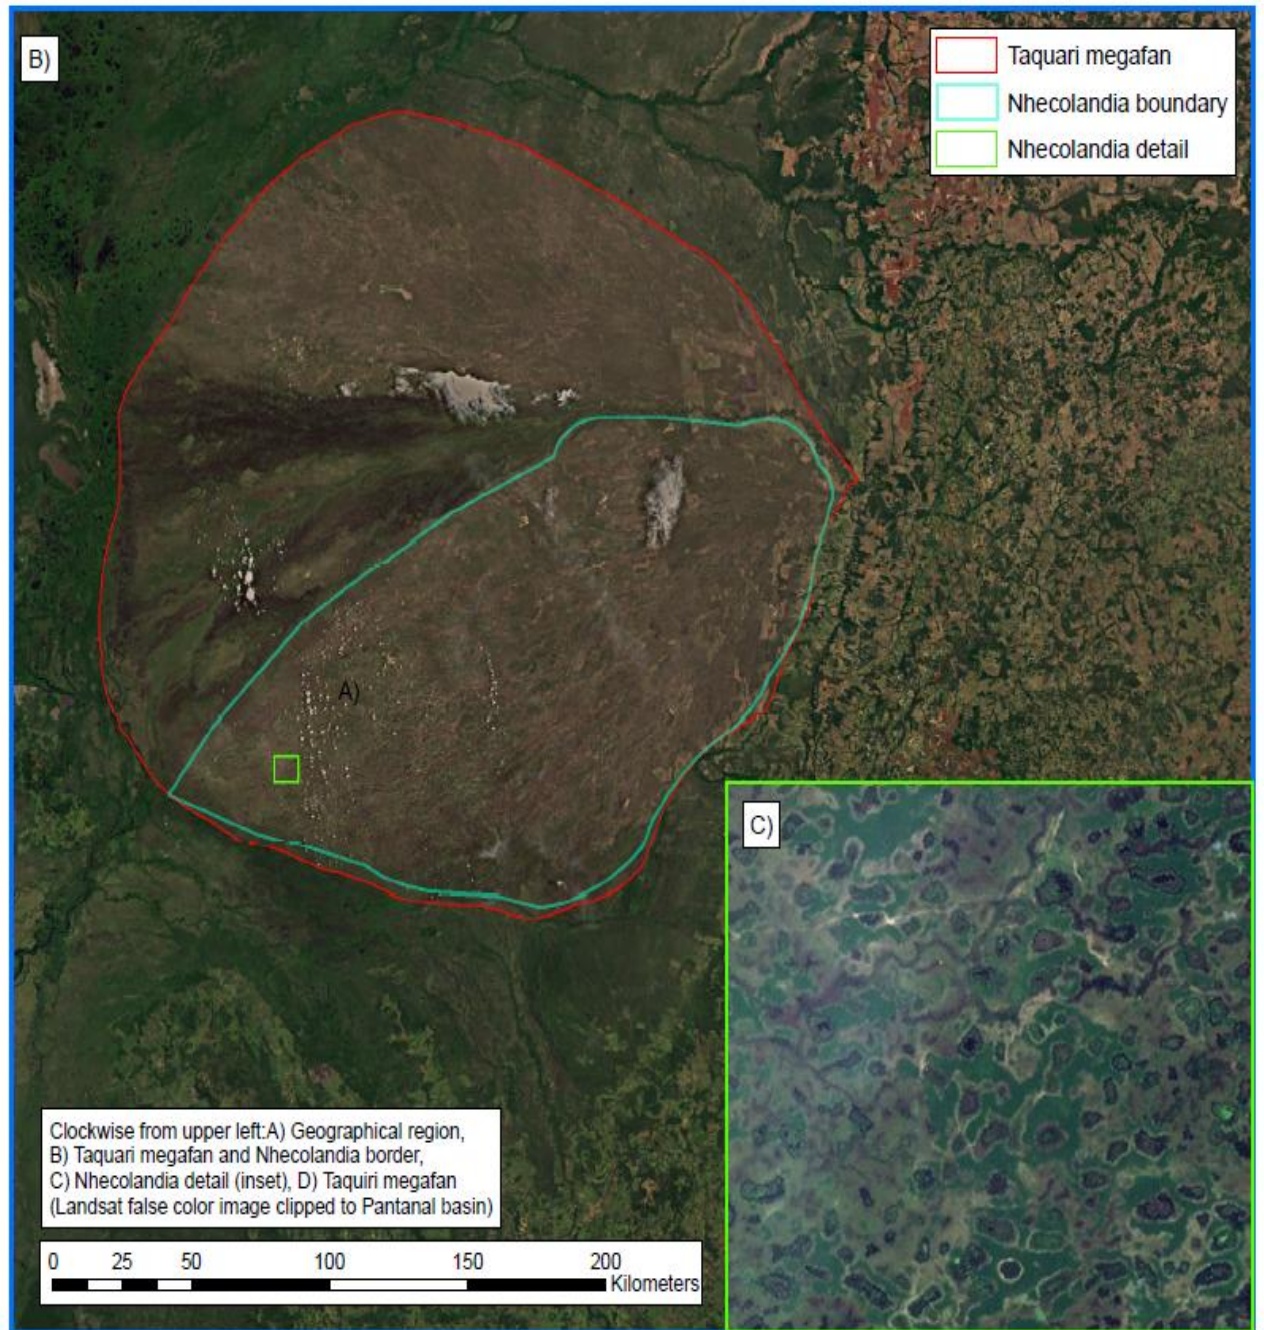 B)
Taquari megafan
Nhecolandia boundary
Nhecolandia detail
A)
C)
Clockwise from upper left:A) Geographical region,
B) Taquari megafan and Nhecolandia border,
C) Nhecolandia detail (inset), D) Taquiri megafan
(Landsat false color image clipped to Pantanal basin)
0 25 50 100 150 200
Kilometers